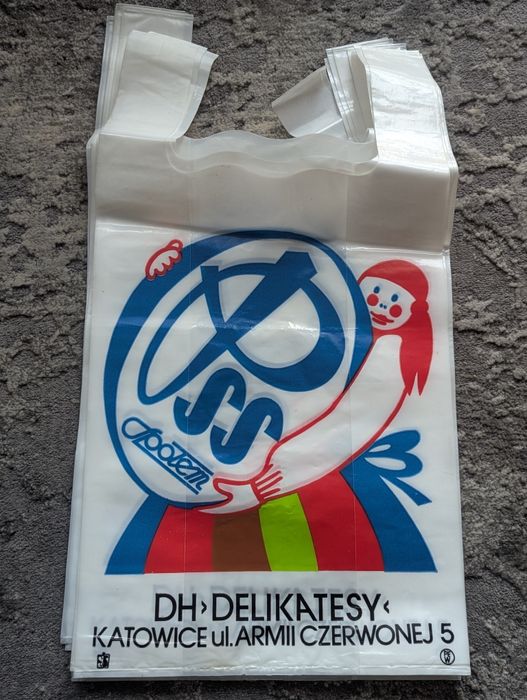 PSS
Społem
DH›DELIKATESY‹
KATOWICE ul. ARMII CZERWONEJ 5